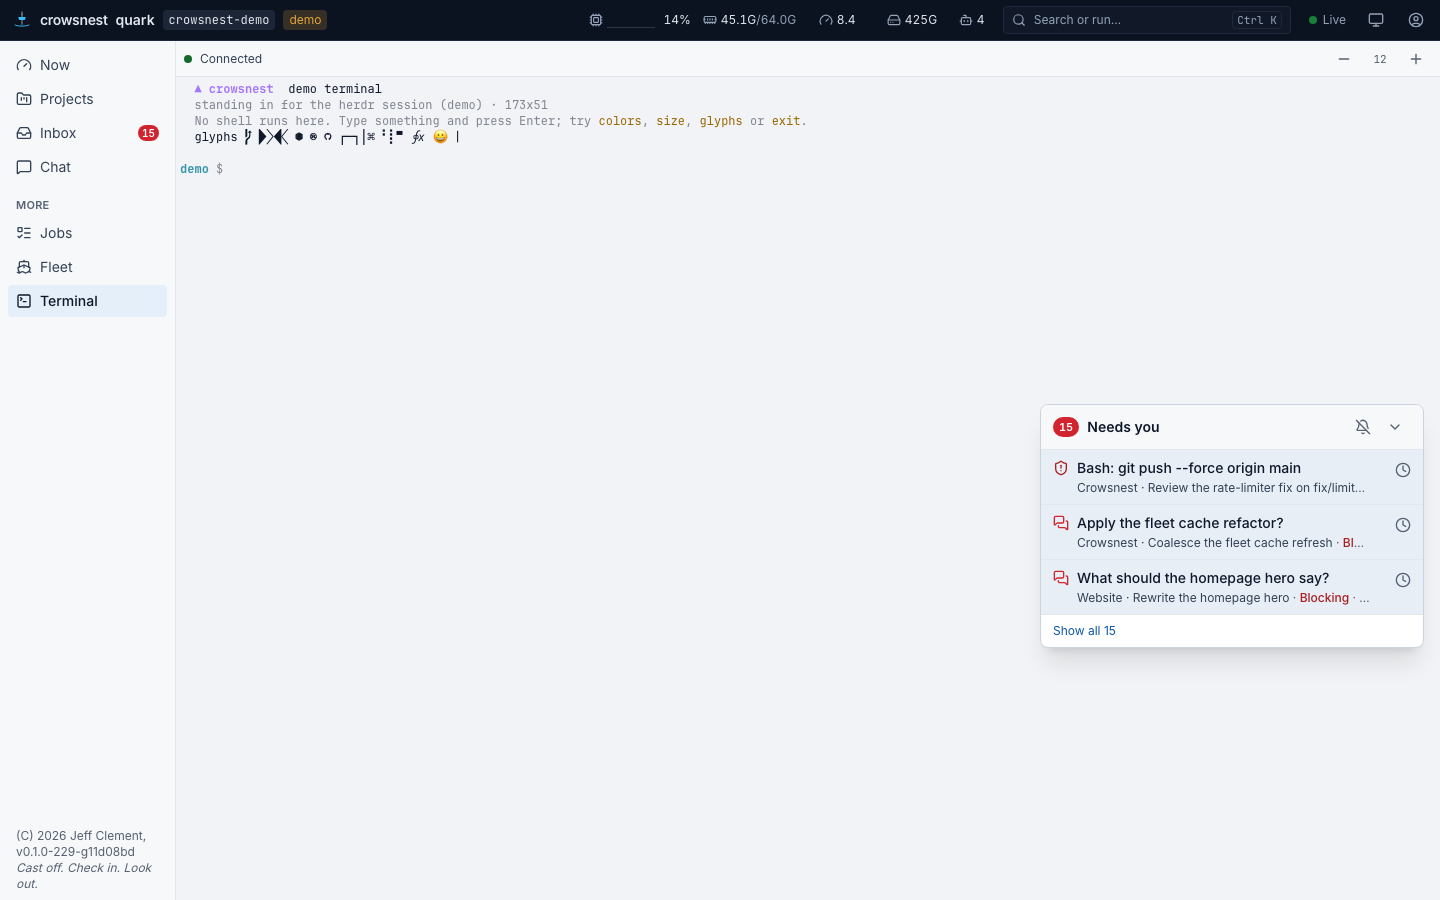 crowsnest quark crowsnest-demo demo 14% 45.1G/64.0G 8.4 425G 4 Search or run... Ctrl K Live
Now
Projects
Inbox 15
Chat
MORE
Jobs
Fleet
Terminal
(C) 2026 Jeff Clement,
v0.1.0-229-g11d08bd
Cast off. Check in. Look
out.
Connected 12
▲ crowsnest demo terminal
standing in for the herdr session (demo) · 173x51
No shell runs here. Type something and press Enter; try colors, size, glyphs or exit.
glyphs
demo $
15 Needs you
Bash: git push --force origin main
Crowsnest · Review the rate-limiter fix on fix/limit...
Apply the fleet cache refactor?
Crowsnest · Coalesce the fleet cache refresh · Bl...
What should the homepage hero say?
Website · Rewrite the homepage hero · Blocking · ...
Show all 15